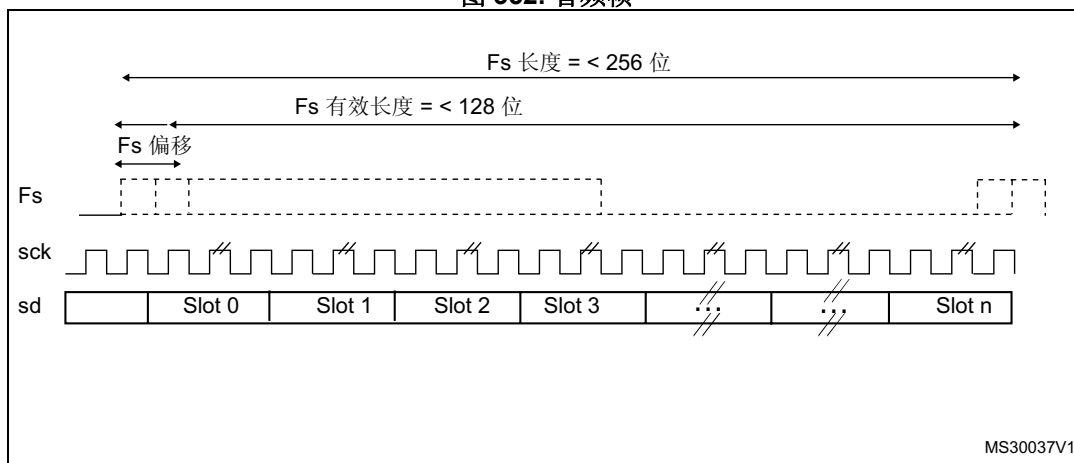 Fs 长度 = < 256 位
Fs 有效长度 = < 128 位
Fs 偏移
Fs
sck
sd
Slot 0
Slot 1
Slot 2
Slot 3
...
...
Slot n
MS30037V1